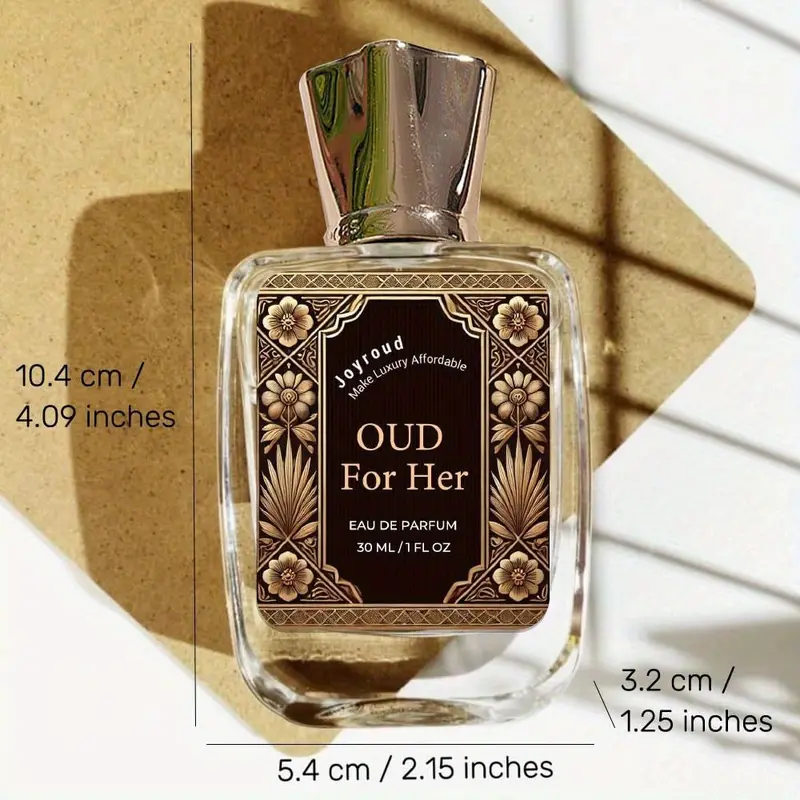 Joyroud
Make Luxury Affordable
OUD
For Her
EAU DE PARFUM
30 ML / 1 FL OZ
10.4 cm /
4.09 inches
3.2 cm /
1.25 inches
5.4 cm / 2.15 inches